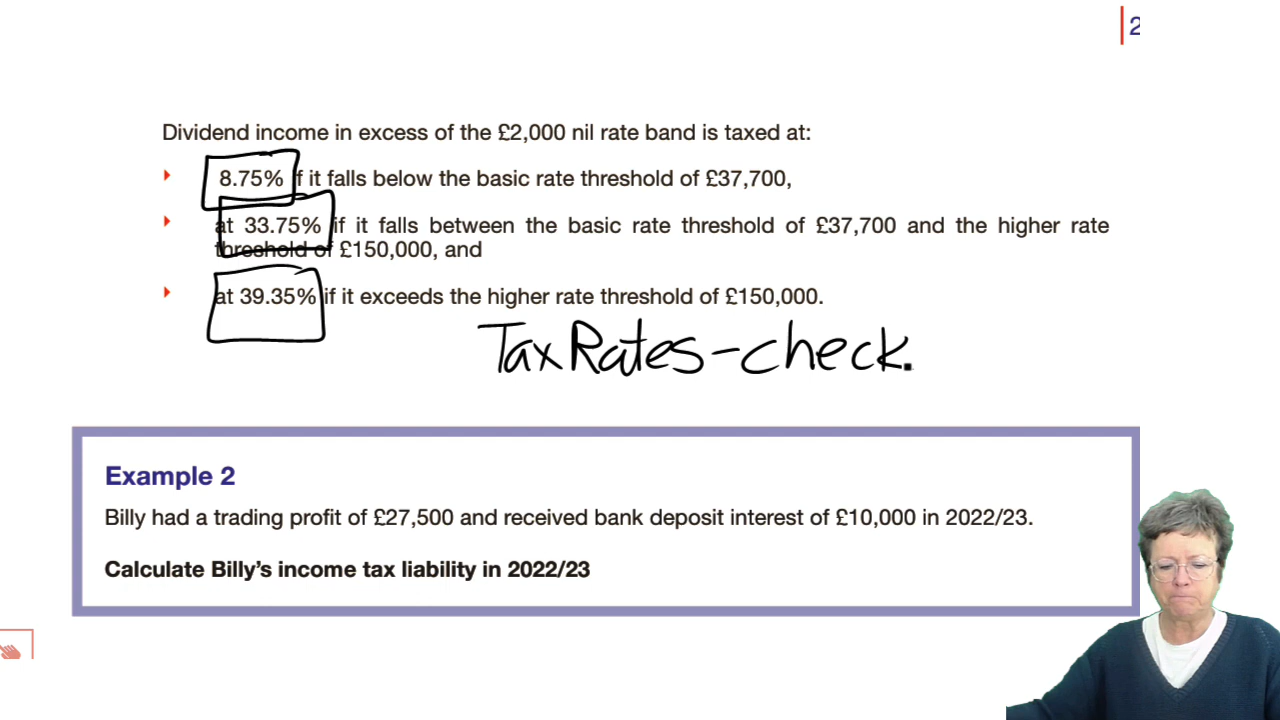 2
Dividend income in excess of the £2,000 nil rate band is taxed at:
8.75% if it falls below the basic rate threshold of £37,700,
at 33.75% if it falls between the basic rate threshold of £37,700 and the higher rate
threshold of £150,000, and
at 39.35% if it exceeds the higher rate threshold of £150,000.
Tax Rates - check.
Example 2
Billy had a trading profit of £27,500 and received bank deposit interest of £10,000 in 2022/23.
Calculate Billy’s income tax liability in 2022/23